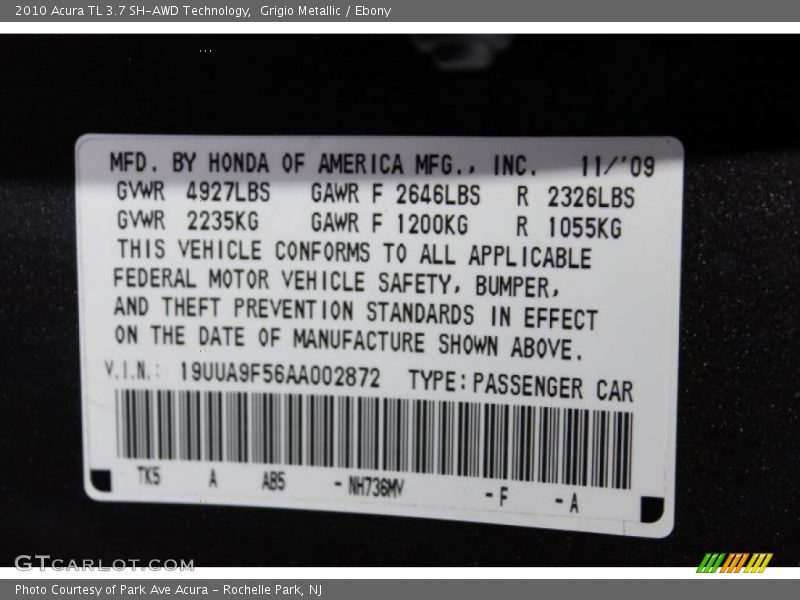 2010 Acura TL 3.7 SH-AWD Technology, Grigio Metallic / Ebony
MFD. BY HONDA OF AMERICA MFG., INC. 11/'09
GVWR 4927LBS GAWR F 2646LBS R 2326LBS
GVWR 2235KG GAWR F 1200KG R 1055KG
THIS VEHICLE CONFORMS TO ALL APPLICABLE
FEDERAL MOTOR VEHICLE SAFETY, BUMPER,
AND THEFT PREVENTION STANDARDS IN EFFECT
ON THE DATE OF MANUFACTURE SHOWN ABOVE.
V.I.N.: 19UUA9F56AA002872 TYPE:PASSENGER CAR
TK5 A AB5 -NH736MV -F -A
GTCARLOT.COM
Photo Courtesy of Park Ave Acura - Rochelle Park, NJ